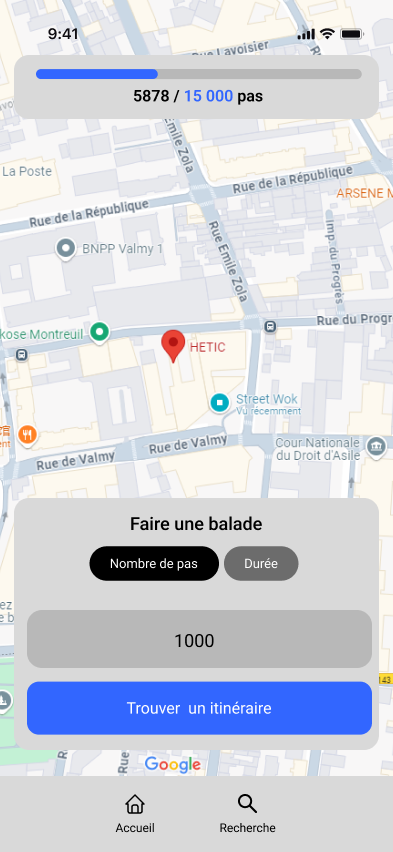 9:41
Rue Lavoisier
5878 / 15 000 pas
Emile Zola
La Poste
Rue de la République
ARSENE M
Rue de la République
BNPP Valmy 1
Rue Emile Zola
Imp. du Progrès
Rue du Progr
kose Montreuil
HETIC
Street Wok
Vu récemment
Rue de Valmy
Cour Nationale
du Droit d'Asile
Rue de Valmy
Faire une balade
Nombre de pas
Durée
1000
143
Trouver un itinéraire
Google
Accueil
Recherche